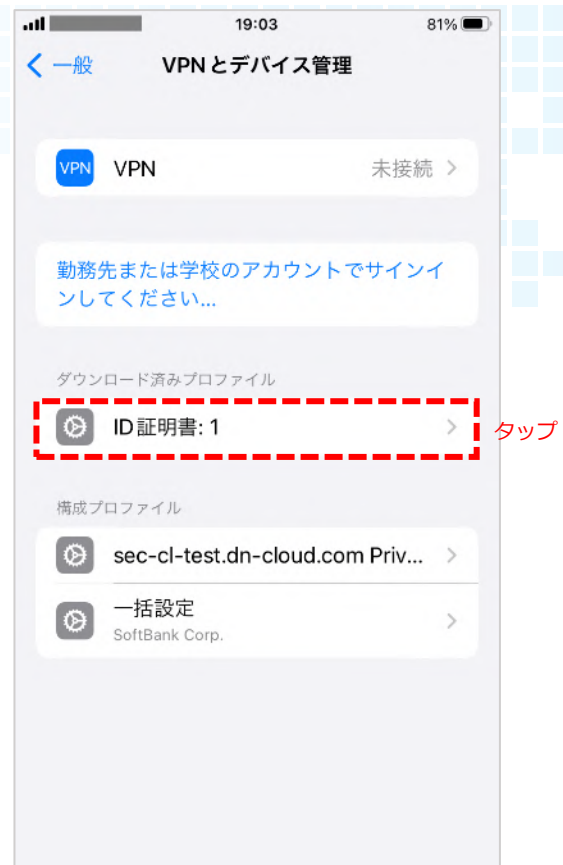 19:03
81%
一般
VPNとデバイス管理
VPN
VPN
未接続
勤務先または学校のアカウントでサインイ
ンしてください...
ダウンロード済みプロファイル
ID証明書: 1
タップ
構成プロファイル
sec-cl-test.dn-cloud.com Priv...
一括設定
SoftBank Corp.